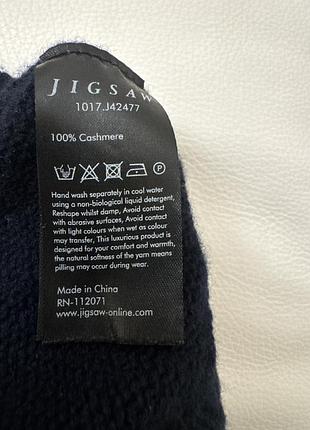 JIGSAW
1017.J42477
100% Cashmere
P
Hand wash separately in cool water
using a non-biological liquid detergent,
Reshape whilst damp, Avoid contact
with abrasive surfaces, Avoid contact
with light colours when wet as colour
may transfer, This luxurious product is
designed for comfort and warmth,
the natural softness of the yarn means
pilling may occur during wear.
Made in China
RN-112071
www.jigsaw-online.com